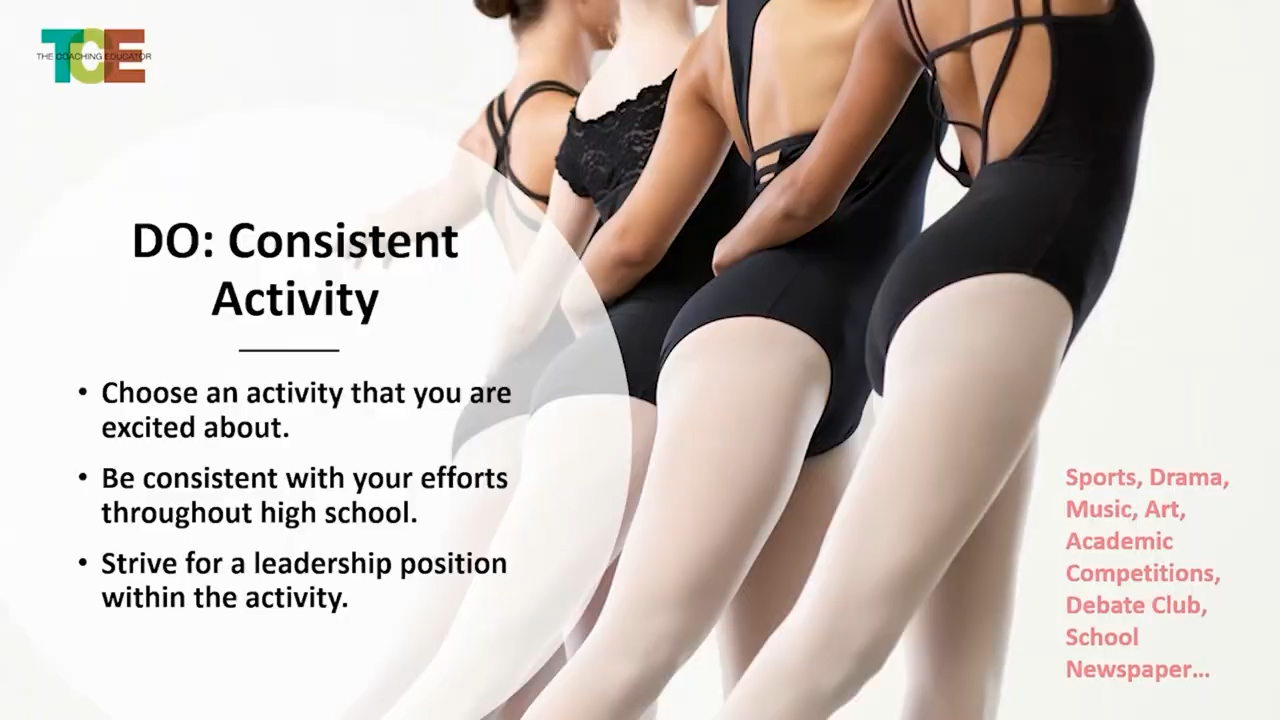 TCE
THE COACHING EDUCATOR
DO: Consistent
Activity
• Choose an activity that you are
excited about.
• Be consistent with your efforts
throughout high school.
• Strive for a leadership position
within the activity.
Sports, Drama,
Music, Art,
Academic
Competitions,
Debate Club,
School
Newspaper...